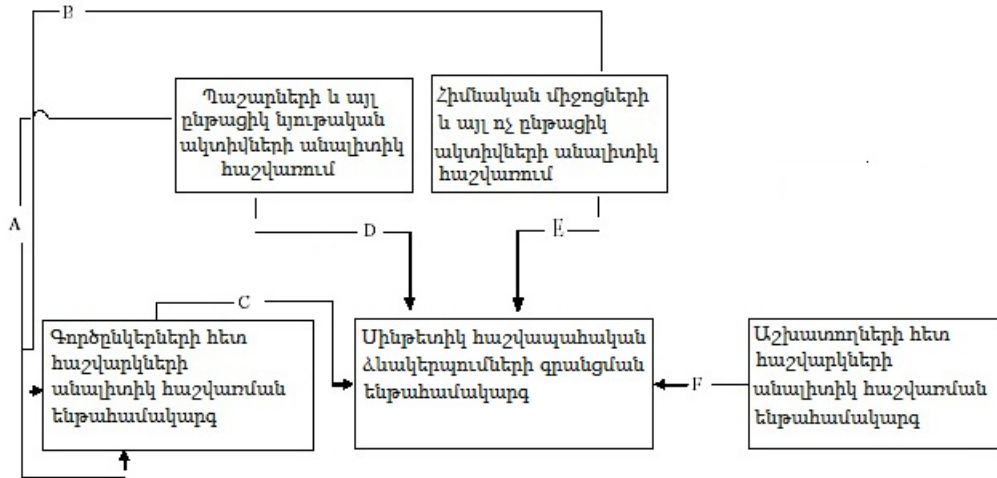 B
Պաշարների և այլ
ընթացիկ նյութական
ակտիվների անալիտիկ
հաշվառում
Հիմնական միջոցների
և այլ ոչ ընթացիկ
ակտիվների անալիտիկ
հաշվառում
A
D
E
C
Գործընկերների հետ
հաշվարկների
անալիտիկ հաշվառման
ենթահամակարգ
Սինթետիկ հաշվապահական
ձևակերպումների գրանցման
ենթահամակարգ
F
Աշխատողների հետ
հաշվարկների
անալիտիկ հաշվառման
ենթահամակարգ